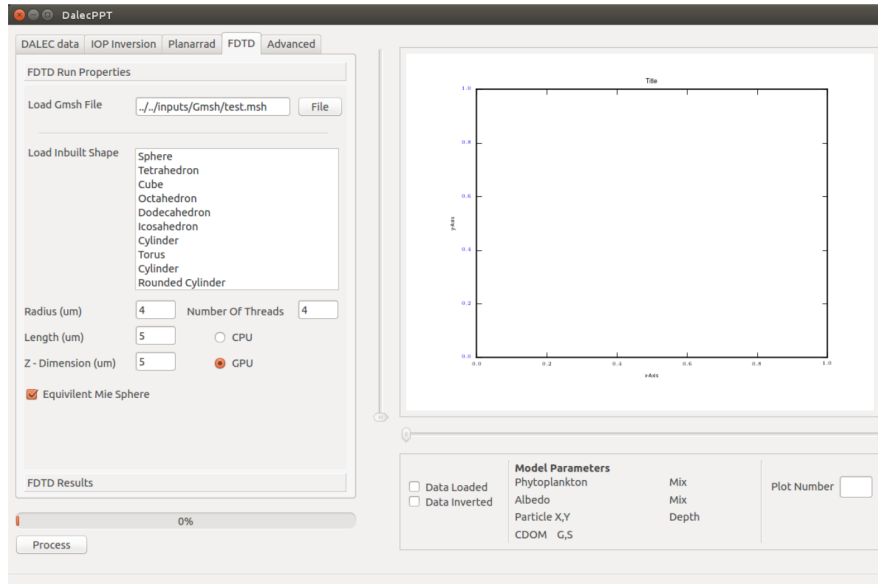 DalecPPT
DALEC data IOP Inversion Planarrad FDTD Advanced
FDTD Run Properties
Load Gmsh File ../../inputs/Gmsh/test.msh File
Load Inbuilt Shape
Sphere
Tetrahedron
Cube
Octahedron
Dodecahedron
Icosahedron
Cylinder
Torus
Cylinder
Rounded Cylinder
Radius (um) 4 Number Of Threads 4
Length (um) 5 CPU
Z - Dimension (um) 5 GPU
Equivilent Mie Sphere
FDTD Results
0%
Process
Title
1.0
0.8
0.6
0.4
0.2
0.0
yAxis
0.0 0.2 0.4 0.6 0.8 1.0
xAxis
Data Loaded
Data Inverted
Model Parameters
Phytoplankton Mix
Albedo Mix
Particle X,Y Depth
CDOM G,S
Plot Number